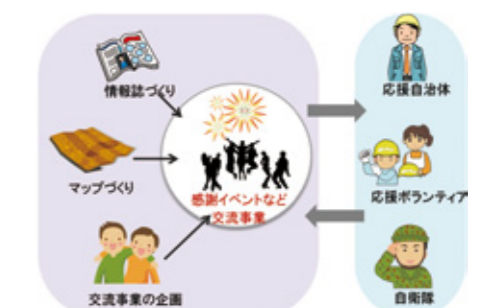 情報誌づくり
マップづくり
交流事業の企画
感謝イベントなど
交流事業
応援自治体
応援ボランティア
自衛隊